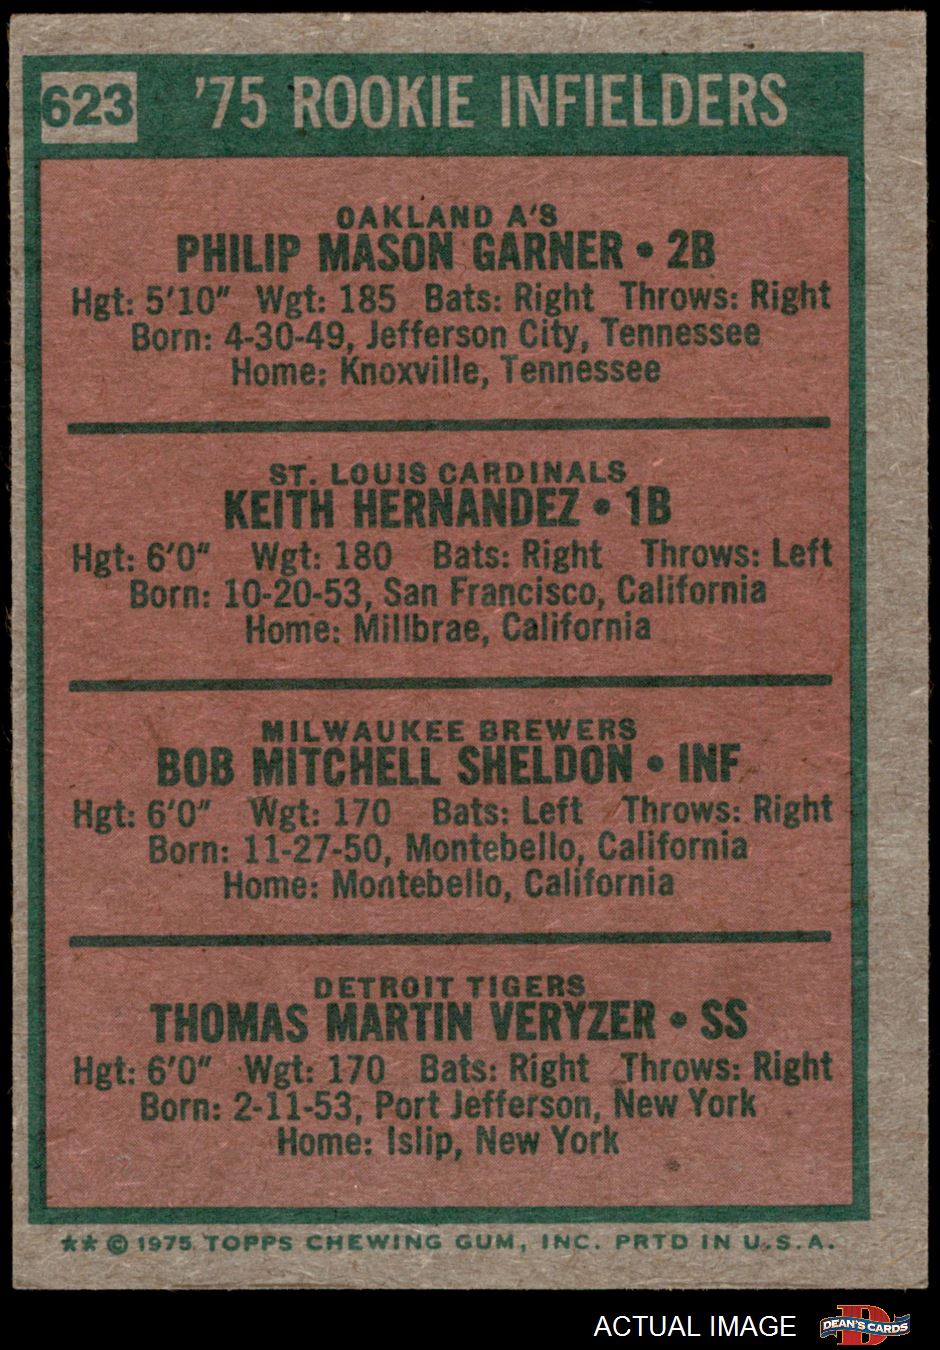 623 '75 ROOKIE INFIELDERS
OAKLAND A'S
PHILIP MASON GARNER • 2B
Hgt: 5'10" Wgt: 185 Bats: Right Throws: Right
Born: 4-30-49, Jefferson City, Tennessee
Home: Knoxville, Tennessee
ST. LOUIS CARDINALS
KEITH HERNANDEZ • 1B
Hgt: 6'0" Wgt: 180 Bats: Right Throws: Left
Born: 10-20-53, San Francisco, California
Home: Millbrae, California
MILWAUKEE BREWERS
BOB MITCHELL SHELDON • INF
Hgt: 6'0" Wgt: 170 Bats: Left Throws: Right
Born: 11-27-50, Montebello, California
Home: Montebello, California
DETROIT TIGERS
THOMAS MARTIN VERYZER • SS
Hgt: 6'0" Wgt: 170 Bats: Right Throws: Right
Born: 2-11-53, Port Jefferson, New York
Home: Islip, New York
** © 1975 TOPPS CHEWING GUM, INC. PRTD IN U.S.A.
ACTUAL IMAGE D DEAN'S CARDS